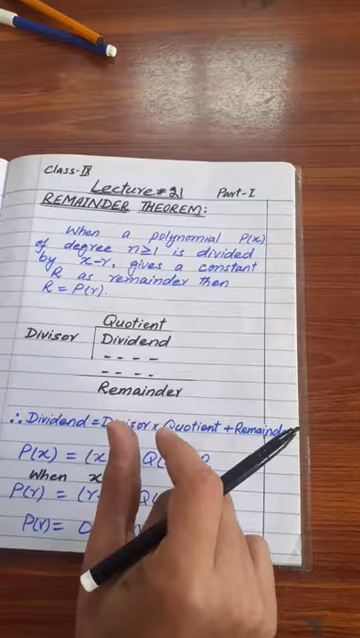 Class-IX
Lecture # 21 Part-I
REMAINDER THEOREM:
When a polynomial P(x)
of degree n≥1 is divided
by x-r, gives a constant
R as remainder then
R = P(r).
Quotient
Divisor Dividend
- - - -
- - - -
Remainder
∴ Dividend = Divisor × Quotient + Remainder
P(x) = (x
When x
P(r) = (r-
P(r) = 0